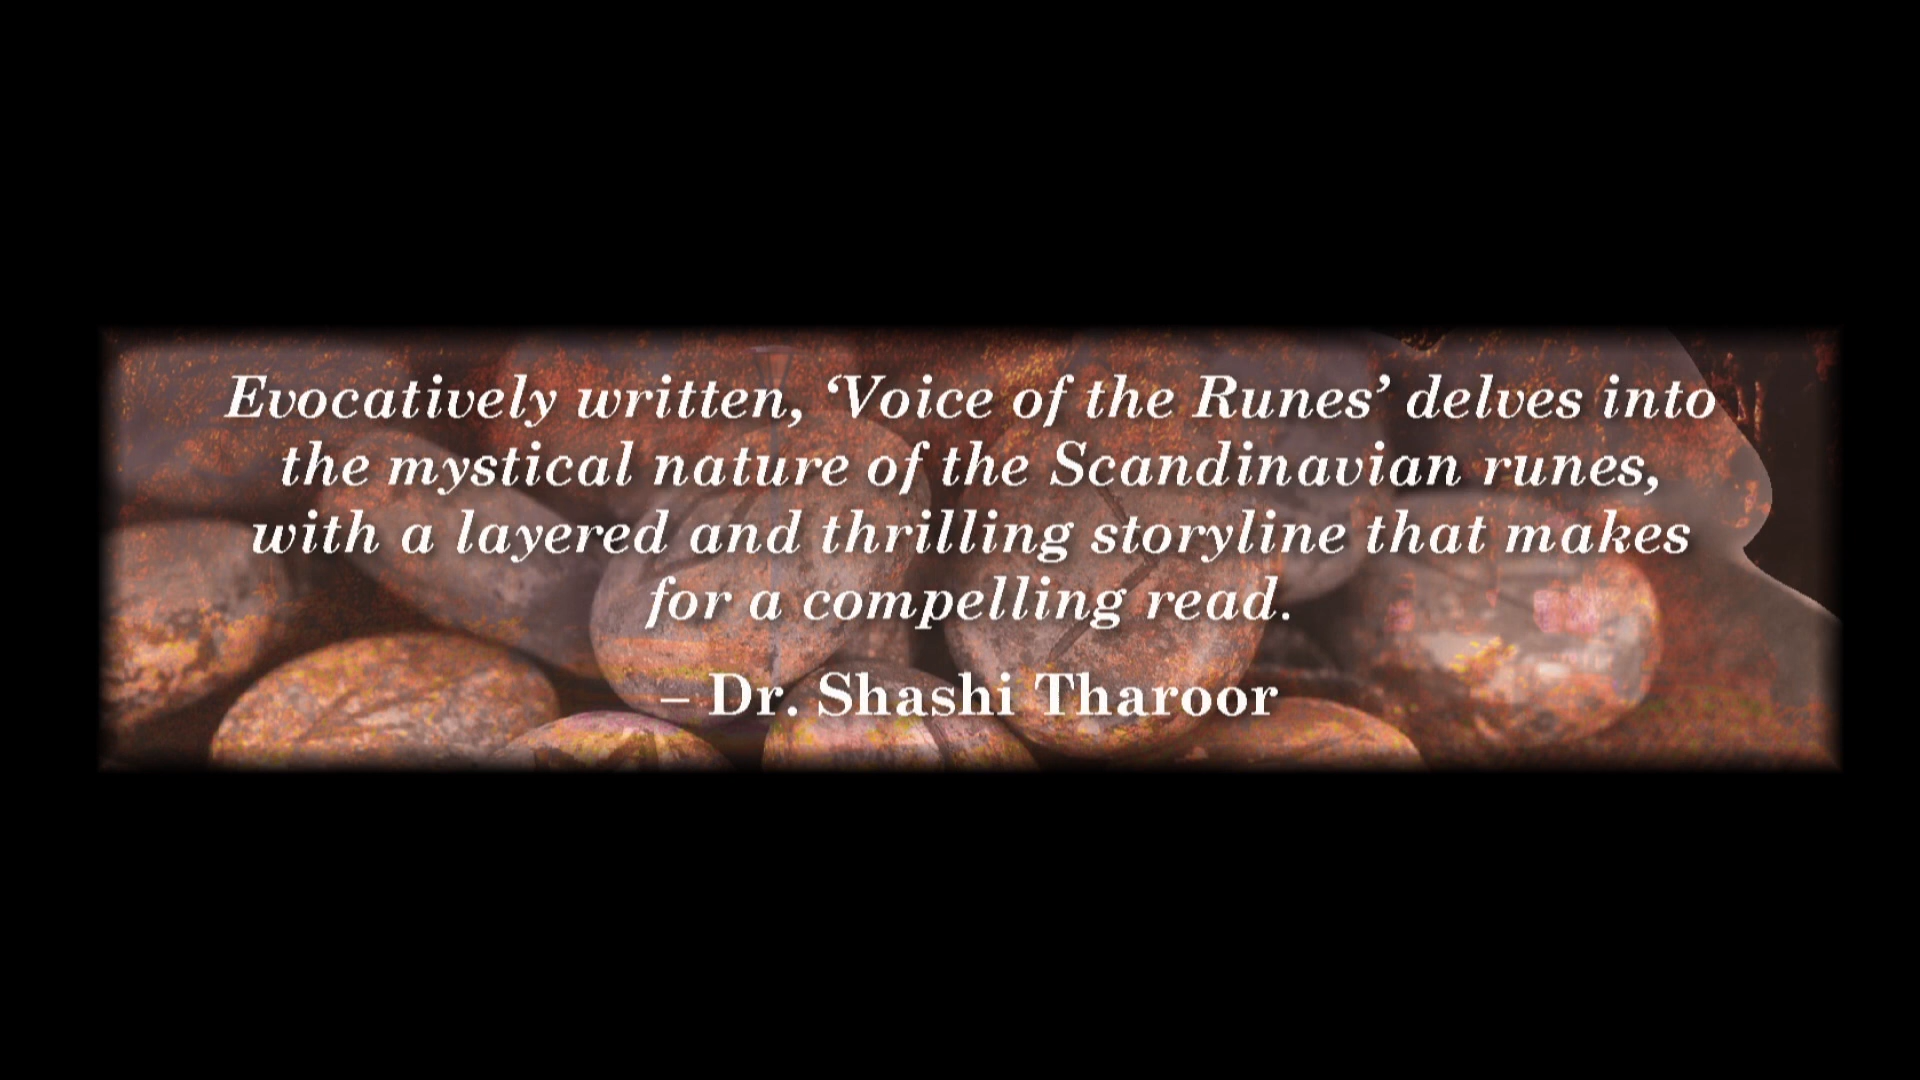 Evocatively written, ‘Voice of the Runes’ delves into
the mystical nature of the Scandinavian runes,
with a layered and thrilling storyline that makes
for a compelling read.
– Dr. Shashi Tharoor